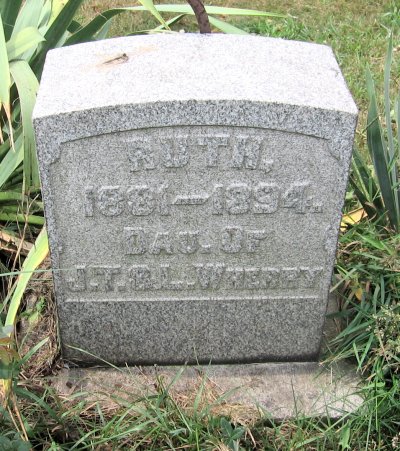 RUTH,
1881—1894.
DAU. OF
J.T.&L. WHERRY